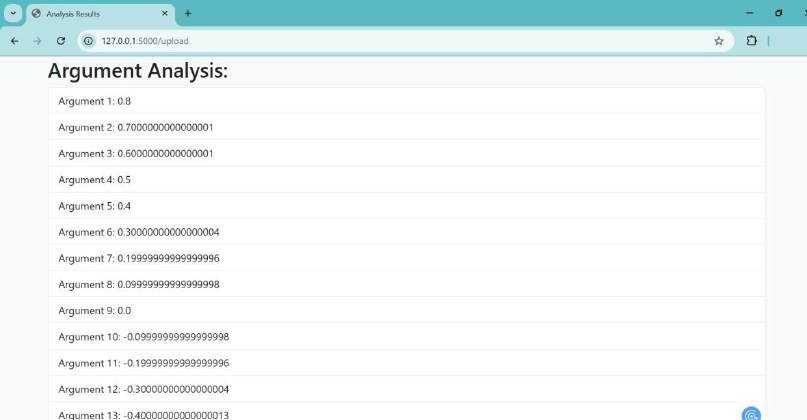 Analysis Results
127.0.0.1:5000/upload
Argument Analysis:
Argument 1: 0.8
Argument 2: 0.7000000000000001
Argument 3: 0.6000000000000001
Argument 4: 0.5
Argument 5: 0.4
Argument 6: 0.30000000000000004
Argument 7: 0.19999999999999996
Argument 8: 0.09999999999999998
Argument 9: 0.0
Argument 10: -0.09999999999999998
Argument 11: -0.19999999999999996
Argument 12: -0.30000000000000004
Argument 13: -0.40000000000000013